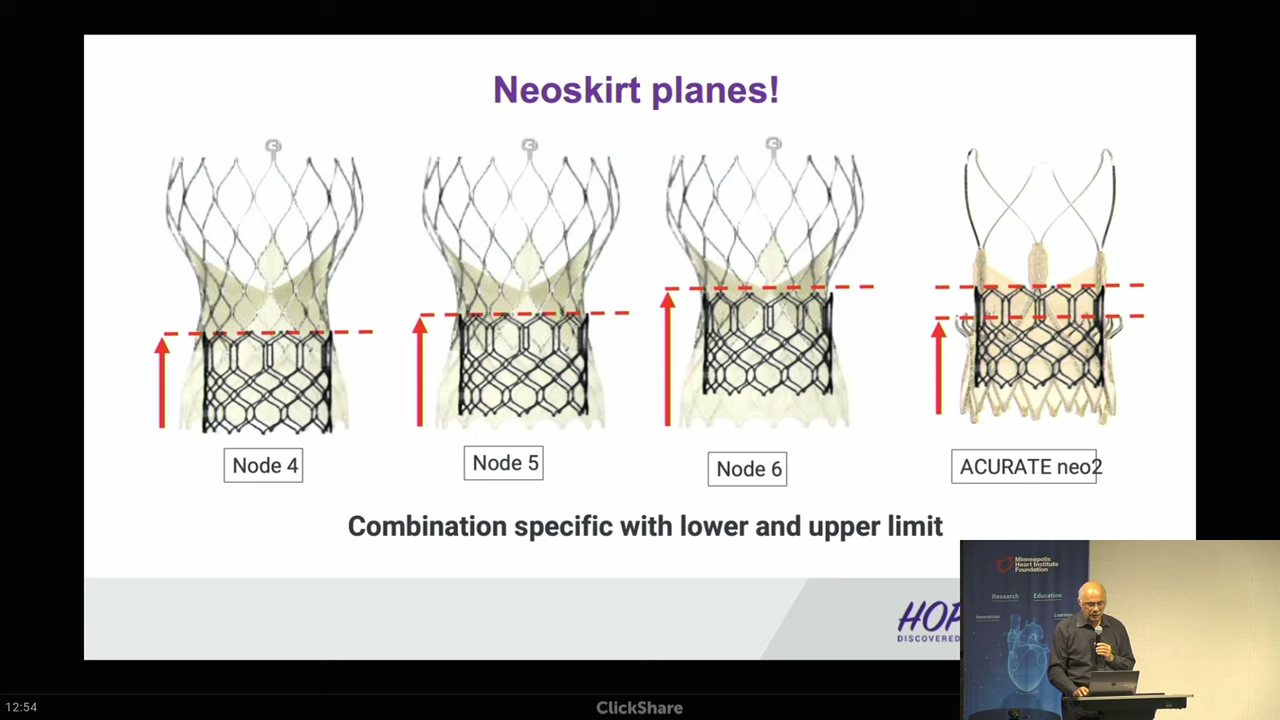 Neoskirt planes!
Node 4
Node 5
Node 6
ACURATE neo2
Combination specific with lower and upper limit
DISCOVERED
Minneapolis
Heart Institute
Foundation
Research
Education
Innovation
12:54
ClickShare